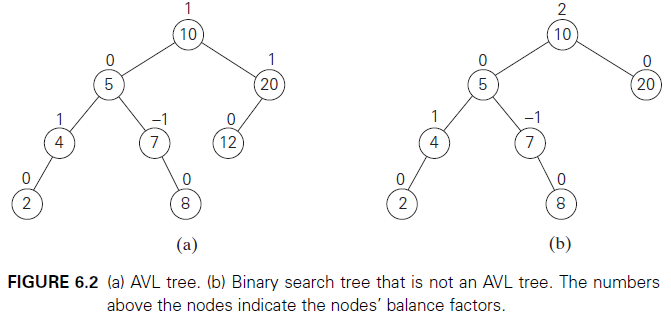 1 2
10 10
0 1 0 0
5 20 5 20
1 −1 0 1 −1
4 7 12 4 7
0 0 0 0
2 8 2 8
(a) (b)
FIGURE 6.2 (a) AVL tree. (b) Binary search tree that is not an AVL tree. The numbers
above the nodes indicate the nodes’ balance factors.